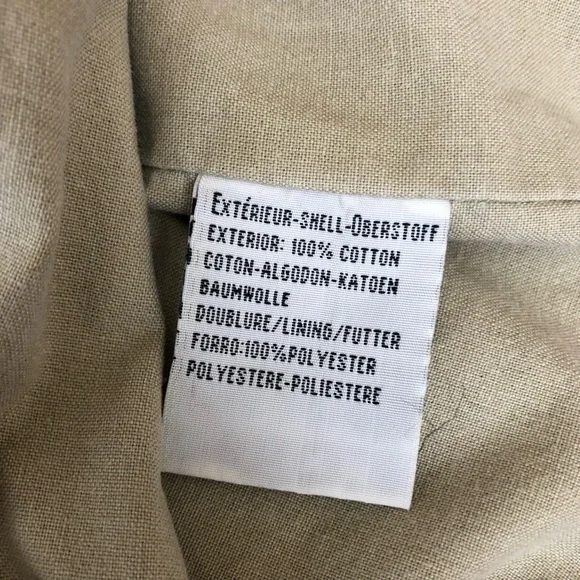 EXTÉRIEUR-SHELL-OBERSTOFF
EXTERIOR: 100% COTTON
COTON-ALGODON-KATOEN
BAUMWOLLE
DOUBLURE/LINING/FUTTER
FORRO:100%POLYESTER
POLYESTERE-POLIESTERE